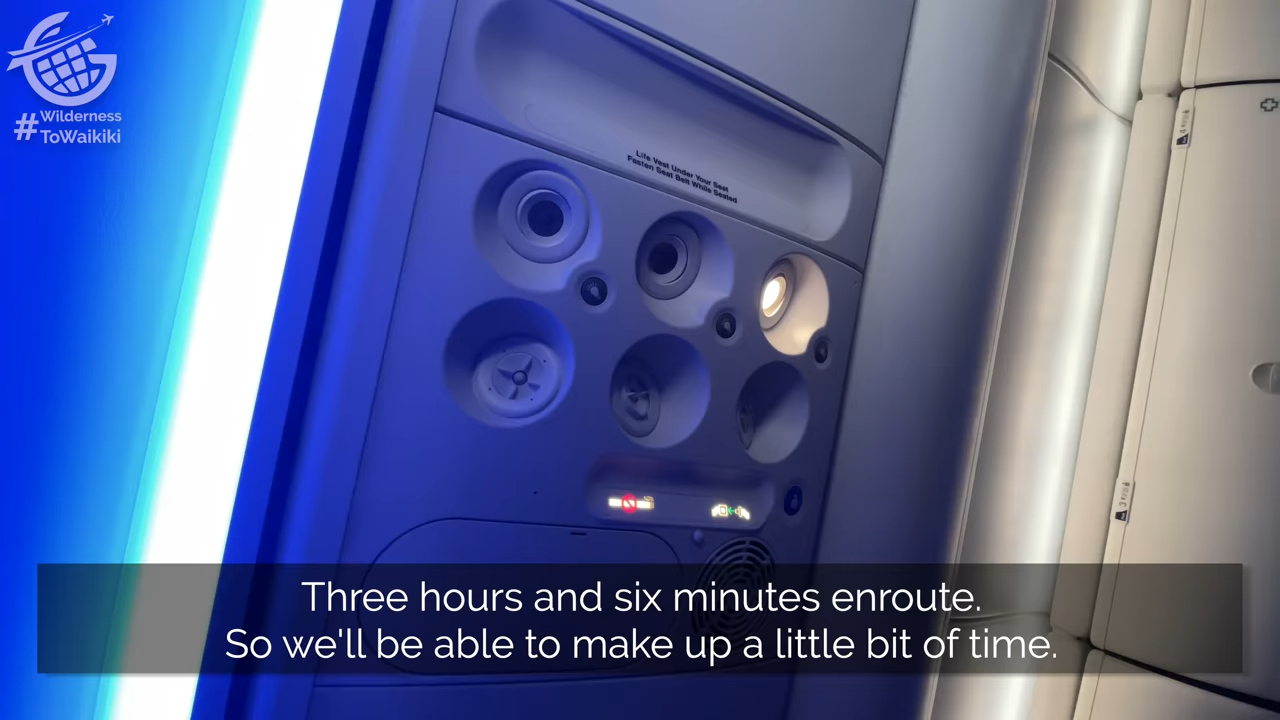 #Wilderness
ToWaikiki
Life Vest Under Your Seat
Fasten Seat Belt While Seated
Three hours and six minutes enroute.
So we'll be able to make up a little bit of time.